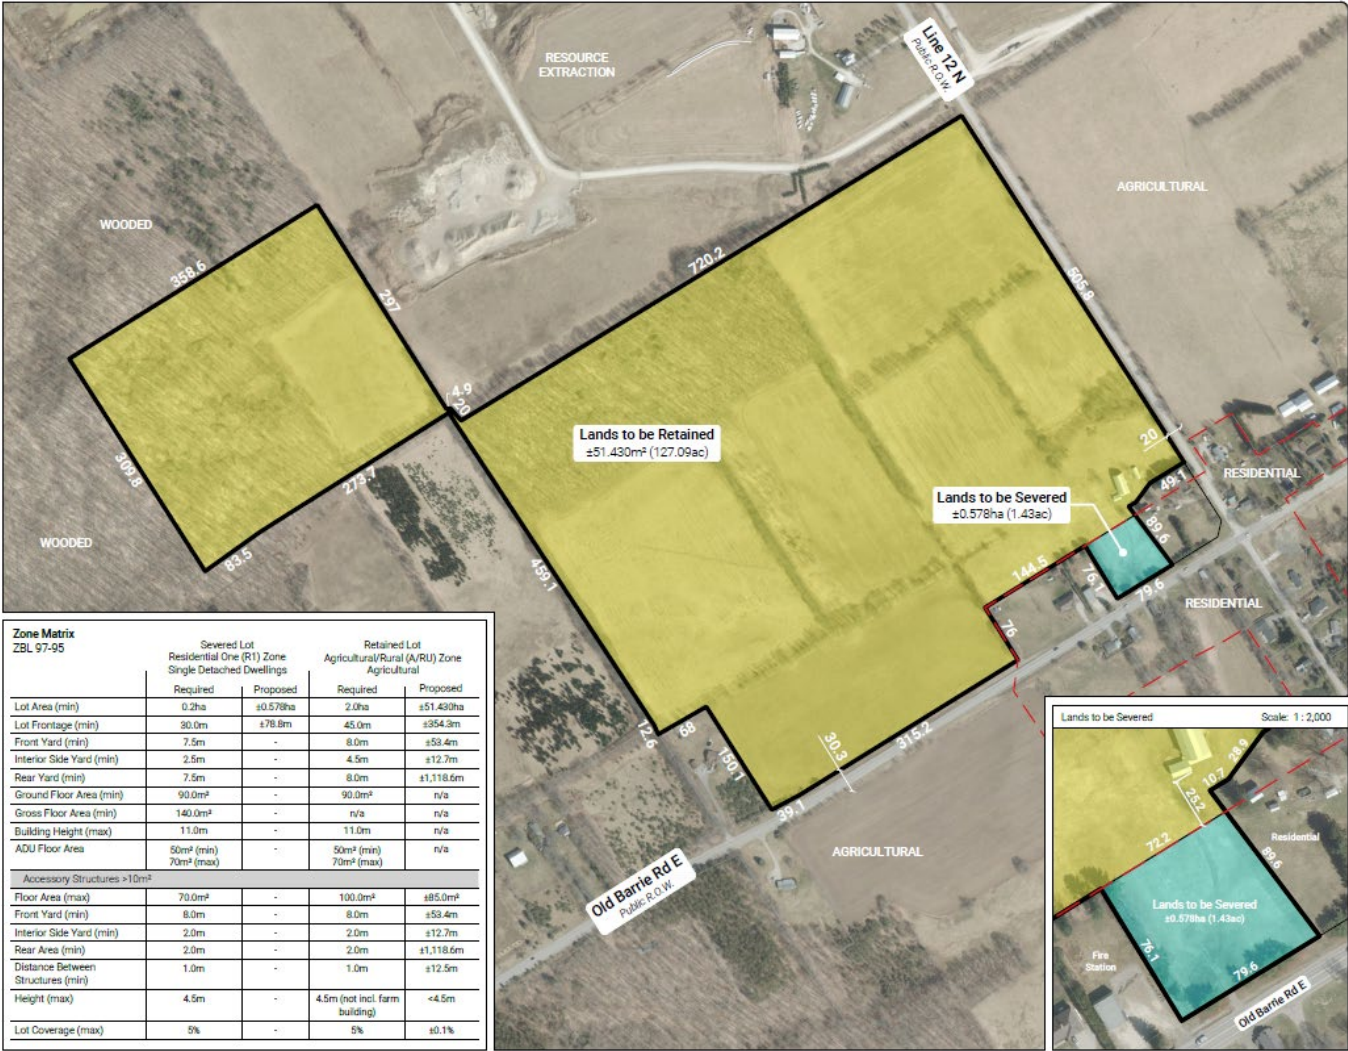 RESOURCE
EXTRACTION
Line 12 N
Public R.O.W.
WOODED
AGRICULTURAL
358.6
297
720.2
505.8
4.9
20
Lands to be Retained
±51.430m² (127.09ac)
20
RESIDENTIAL
49.1
Lands to be Severed
±0.578ha (1.43ac)
89.6
309.8
273.7
WOODED
83.5
459.1
144.5
76.1
79.6
RESIDENTIAL
76
12.6
68
150.1
30.3
315.2
39.1
AGRICULTURAL
Old Barrie Rd E
Public R.O.W.
Zone Matrix
ZBL 97-95
Severed Lot
Residential One (R1) Zone
Single Detached Dwellings
Retained Lot
Agricultural/Rural (A/RU) Zone
Agricultural
Required Proposed Required Proposed
Lot Area (min) 0.2ha ±0.578ha 2.0ha ±51.430ha
Lot Frontage (min) 30.0m ±78.8m 45.0m ±354.3m
Front Yard (min) 7.5m - 8.0m ±53.4m
Interior Side Yard (min) 2.5m - 4.5m ±12.7m
Rear Yard (min) 7.5m - 8.0m ±1,118.6m
Ground Floor Area (min) 90.0m² - 90.0m² n/a
Gross Floor Area (min) 140.0m² - n/a n/a
Building Height (max) 11.0m - 11.0m n/a
ADU Floor Area 50m² (min) - 50m² (min) n/a
70m² (max) 70m² (max)
Accessory Structures >10m²
Floor Area (max) 70.0m² - 100.0m² ±85.0m²
Front Yard (min) 8.0m - 8.0m ±53.4m
Interior Side Yard (min) 2.0m - 2.0m ±12.7m
Rear Area (min) 2.0m - 2.0m ±1,118.6m
Distance Between 1.0m - 1.0m ±12.5m
Structures (min)
Height (max) 4.5m - 4.5m (not incl. farm <4.5m
building)
Lot Coverage (max) 5% - 5% ±0.1%
Lands to be Severed Scale: 1 : 2,000
28.9
10.7
25.2
72.2
Residential
89.6
Lands to be Severed
±0.578ha (1.43ac)
76.1
Fire
Station
79.6
Old Barrie Rd E